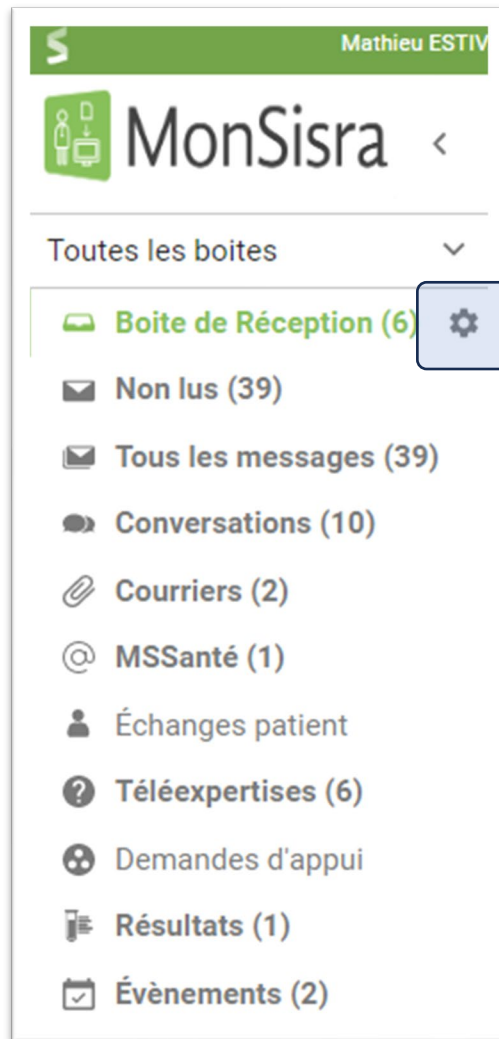 Mathieu ESTIV
MonSisra
Toutes les boites
Boite de Réception (6)
Non lus (39)
Tous les messages (39)
Conversations (10)
Courriers (2)
MSSanté (1)
Échanges patient
Téléexpertises (6)
Demandes d'appui
Résultats (1)
Évènements (2)